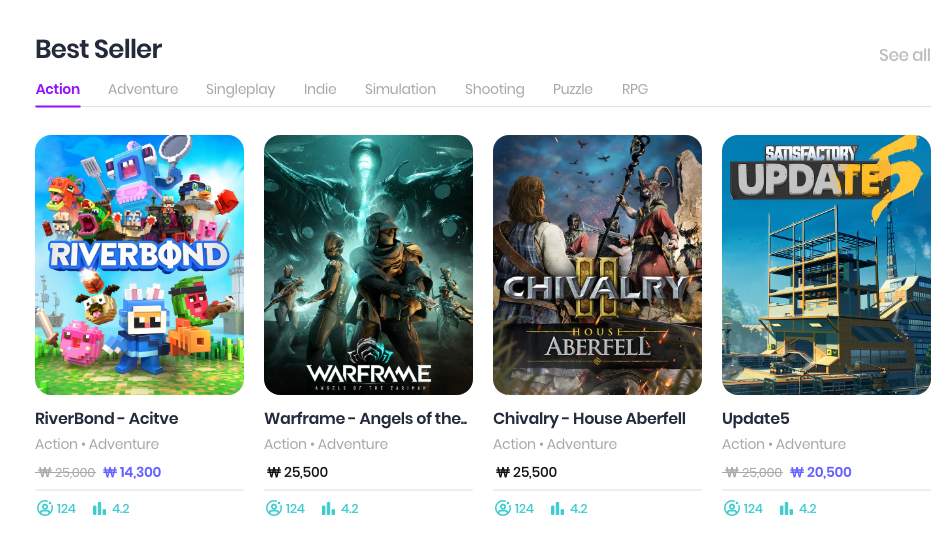 Best Seller
See all
Action Adventure Singleplay Indie Simulation Shooting Puzzle RPG
RIVERBOND
WARFRAME
ANGELS OF THE ZARIMAN
CHIVALRY
II
HOUSE
ABERFELL
SATISFACTORY
UPDATE 5
RiverBond - Acitve
Action • Adventure
₩ 25,000 ₩ 14,300
124 4.2
Warframe - Angels of the..
Action • Adventure
₩ 25,500
124 4.2
Chivalry - House Aberfell
Action • Adventure
₩ 25,500
124 4.2
Update5
Action • Adventure
₩ 25,000 ₩ 20,500
124 4.2